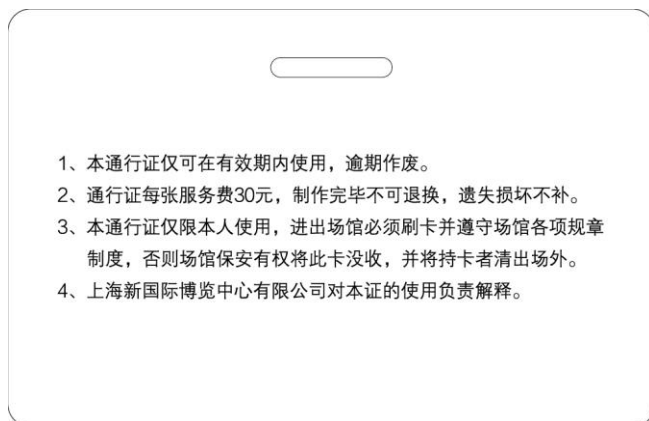 1、本通行证仅可在有效期内使用，逾期作废。
2、通行证每张服务费30元，制作完毕不可退换，遗失损坏不补。
3、本通行证仅限本人使用，进出场馆必须刷卡并遵守场馆各项规章
制度，否则场馆保安有权将此卡没收，并将持卡者清出场外。
4、上海新国际博览中心有限公司对本证的使用负责解释。